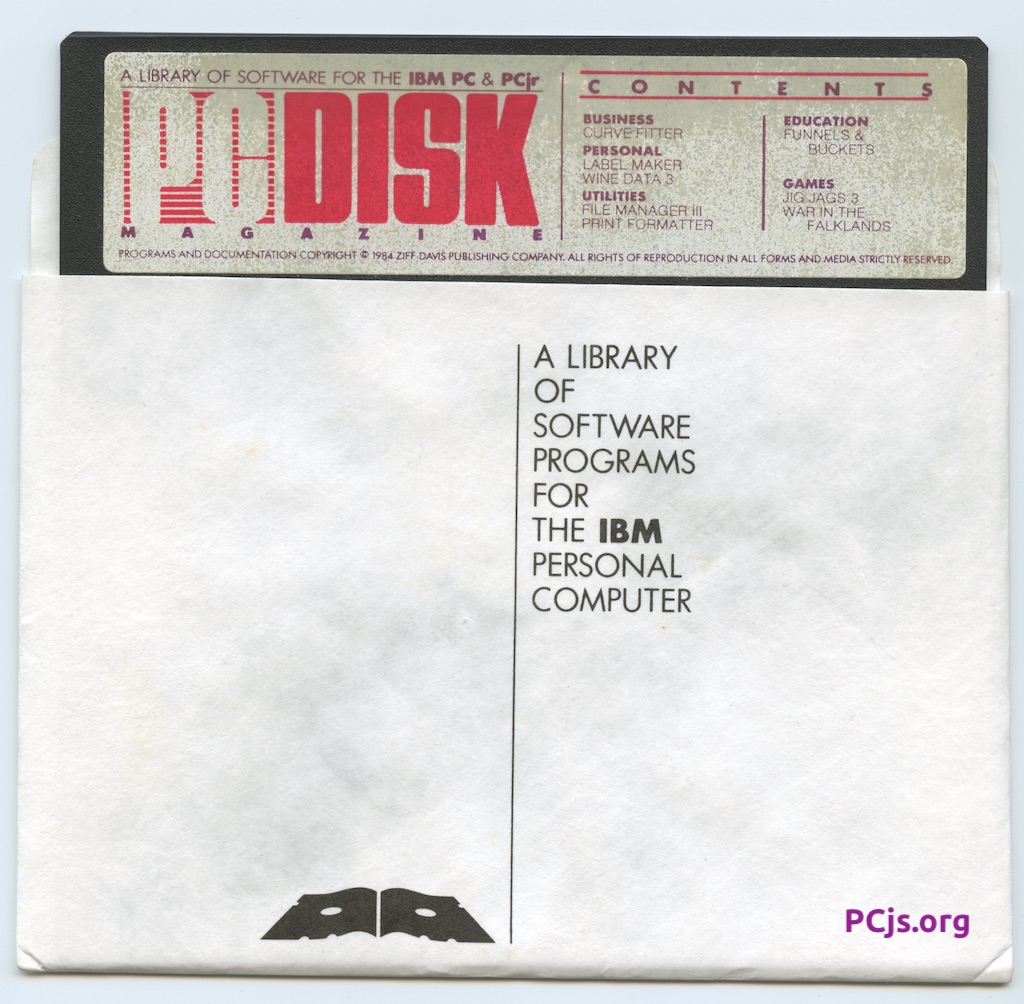 A LIBRARY OF SOFTWARE FOR THE IBM PC & PCjr
PC DISK
MAGAZINE
CONTENTS
BUSINESS
CURVE FITTER
PERSONAL
LABEL MAKER
WINE DATA 3
UTILITIES
FILE MANAGER III
PRINT FORMATTER
EDUCATION
FUNNELS &
BUCKETS
GAMES
JIG JAGS 3
WAR IN THE
FALKLANDS
PROGRAMS AND DOCUMENTATION COPYRIGHT © 1984 ZIFF-DAVIS PUBLISHING COMPANY. ALL RIGHTS OF REPRODUCTION IN ALL FORMS AND MEDIA STRICTLY RESERVED.
A LIBRARY
OF
SOFTWARE
PROGRAMS
FOR
THE IBM
PERSONAL
COMPUTER
PCjs.org